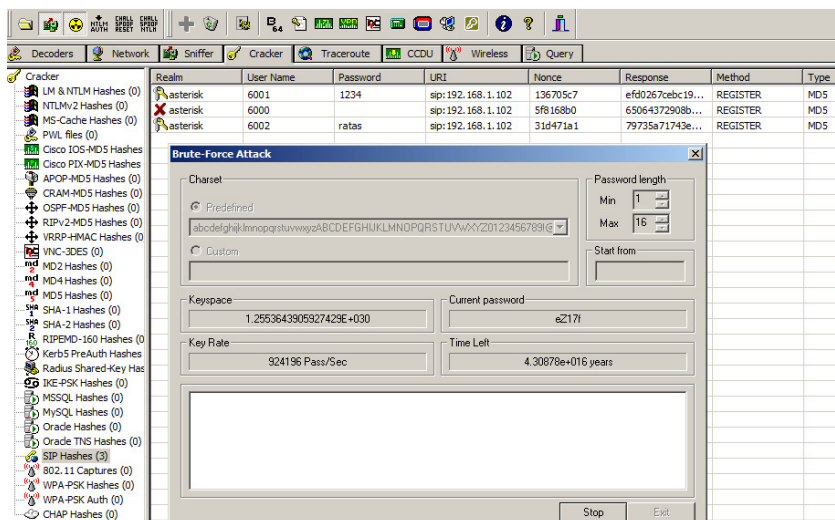 NTLM AUTH CHALL SPOOF RESET CHALL SPOOF NTLM B64
Decoders Network Sniffer Cracker Traceroute CCDU Wireless Query
Cracker
LM & NTLM Hashes (0)
NTLMv2 Hashes (0)
MS-Cache Hashes (0)
PWL files (0)
Cisco IOS-MD5 Hashes
Cisco PIX-MD5 Hashes
APOP-MD5 Hashes (0)
CRAM-MD5 Hashes (0)
OSPF-MD5 Hashes (0)
RIPv2-MD5 Hashes (0)
VRRP-HMAC Hashes (0
VNC-3DES (0)
MD2 Hashes (0)
MD4 Hashes (0)
MD5 Hashes (0)
SHA-1 Hashes (0)
SHA-2 Hashes (0)
RIPEMD-160 Hashes (0
Kerb5 PreAuth Hashes
Radius Shared-Key Has
IKE-PSK Hashes (0)
MSSQL Hashes (0)
MySQL Hashes (0)
Oracle Hashes (0)
Oracle TNS Hashes (0)
SIP Hashes (3)
802.11 Captures (0)
WPA-PSK Hashes (0)
WPA-PSK Auth (0)
CHAP Hashes (0)
Realm User Name Password URI Nonce Response Method Type
asterisk 6001 1234 sip:192.168.1.102 136705c7 efd0267cebc19... REGISTER MD5
asterisk 6000 sip:192.168.1.102 5f8168b0 65064372908b... REGISTER MD5
asterisk 6002 ratas sip:192.168.1.102 31d471a1 79735a71743e... REGISTER MD5
Brute-Force Attack
Charset
Predefined
abcdefghijklmnopqrstuvwxyzABCDEFGHIJKLMNOPQRSTUVWXYZ0123456789!@
Custom
Password length
Min 1
Max 16
Start from
Keyspace
1.2553643905927429E+030
Current password
eZ17f
Key Rate
924196 Pass/Sec
Time Left
4.30878e+016 years
Stop Exit